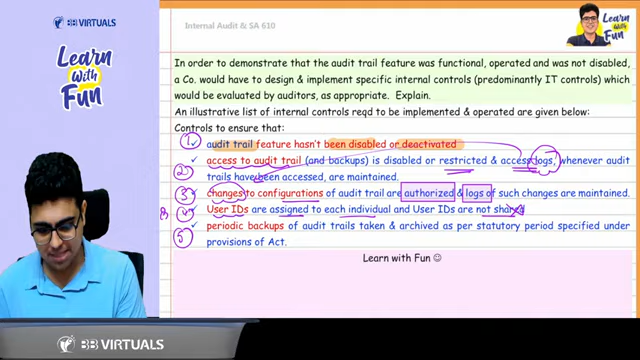 BB VIRTUALS
Learn
With
Fun
Internal Audit & SA 610
Learn
With
Fun
In order to demonstrate that the audit trail feature was functional, operated and was not disabled,
a Co. would have to design & implement specific internal controls (predominantly IT controls) which
would be evaluated by auditors, as appropriate. Explain.
An illustrative list of internal controls reqd to be implemented & operated are given below:
Controls to ensure that:
1 ✓ audit trail feature hasn't been disabled or deactivated
2 ✓ access to audit trail (and backups) is disabled or restricted & access logs, whenever audit
trails have been accessed, are maintained.
3 ✓ changes to configurations of audit trail are authorized & logs of such changes are maintained.
4 ✓ User IDs are assigned to each individual and User IDs are not shared
5 ✓ periodic backups of audit trails taken & archived as per statutory period specified under
provisions of Act.
Learn with Fun ☺
BB VIRTUALS